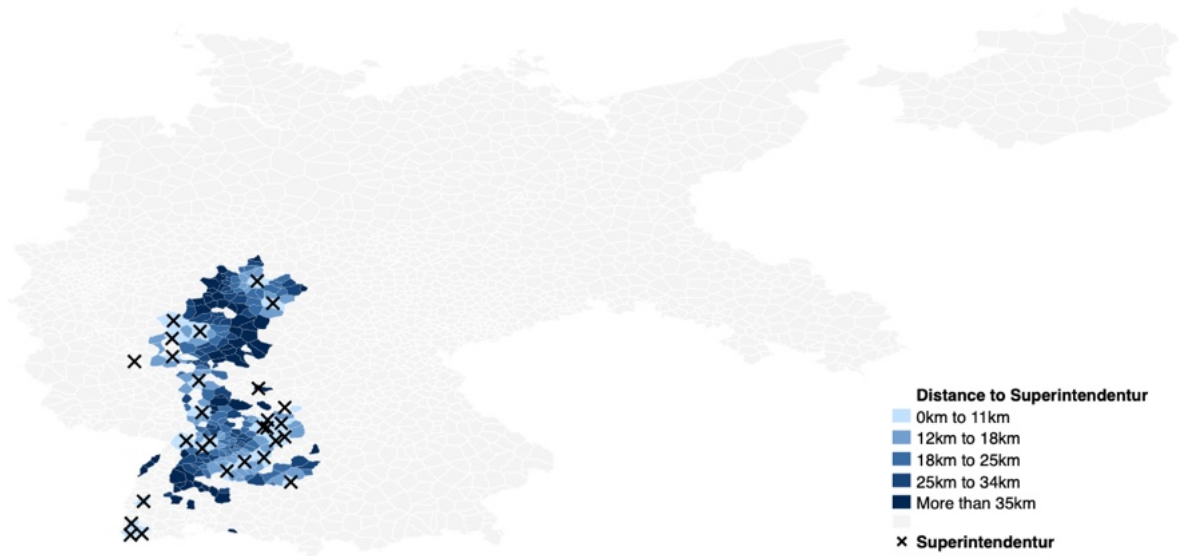 Distance to Superintendentur
0km to 11km
12km to 18km
18km to 25km
25km to 34km
More than 35km
Superintendentur